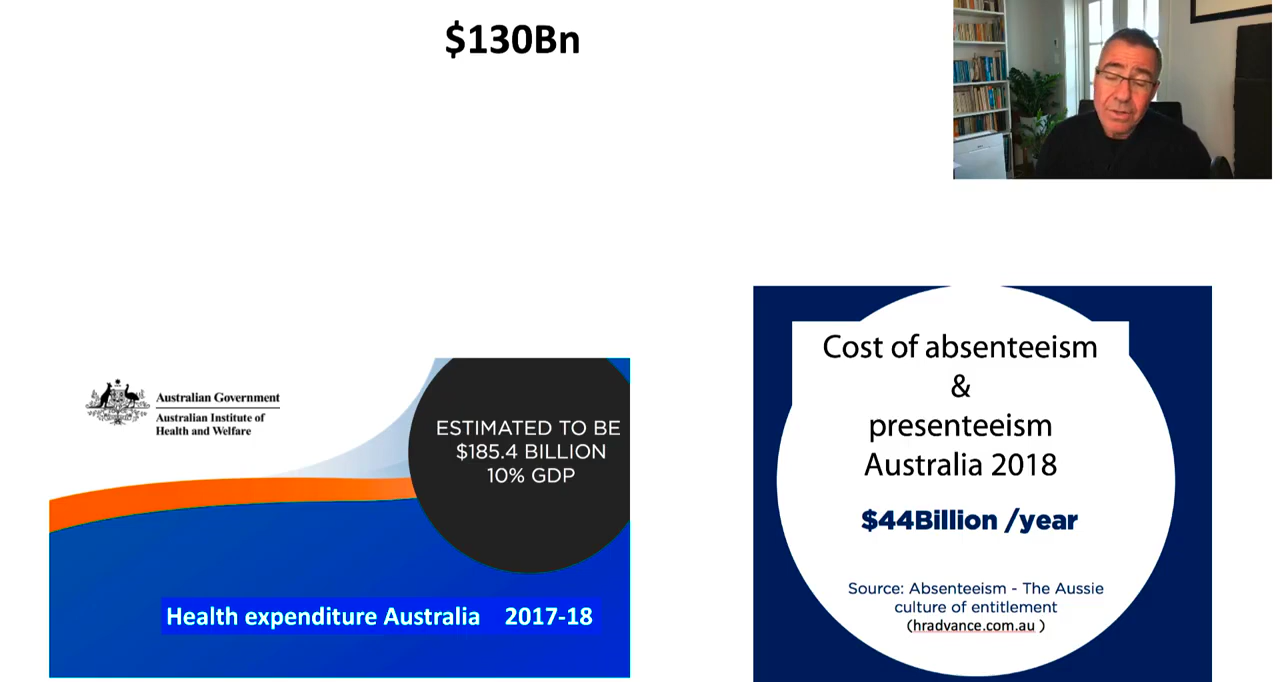 $130Bn
Australian Government
Australian Institute of
Health and Welfare
ESTIMATED TO BE
$185.4 BILLION
10% GDP
Health expenditure Australia 2017-18
Cost of absenteeism
&
presenteeism
Australia 2018
$44Billion /year
Source: Absenteeism - The Aussie
culture of entitlement
(hradvance.com.au )